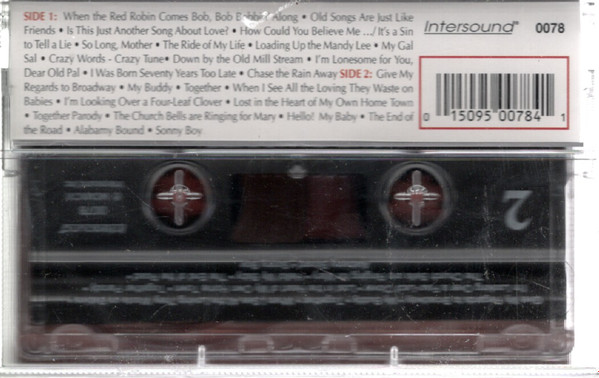 SIDE 1: When the Red Robin Comes Bob, Bob Bobbin' Along • Old Songs Are Just Like
Friends • Is This Just Another Song About Love? • How Could You Believe Me .../It's a Sin
to Tell a Lie • So Long, Mother • The Ride of My Life • Loading Up the Mandy Lee • My Gal
Sal • Crazy Words - Crazy Tune• Down by the Old Mill Stream • I'm Lonesome for You,
Dear Old Pal • I Was Born Seventy Years Too Late • Chase the Rain Away SIDE 2: Give My
Regards to Broadway • My Buddy • Together • When I See All the Loving They Waste on
Babies • I'm Looking Over a Four-Leaf Clover • Lost in the Heart of My Own Home Town
• Together Parody • The Church Bells are Ringing for Mary • Hello! My Baby • The End of
the Road • Alabamy Bound • Sonny Boy
Intersound® 0078
0 15095 00784 1
2